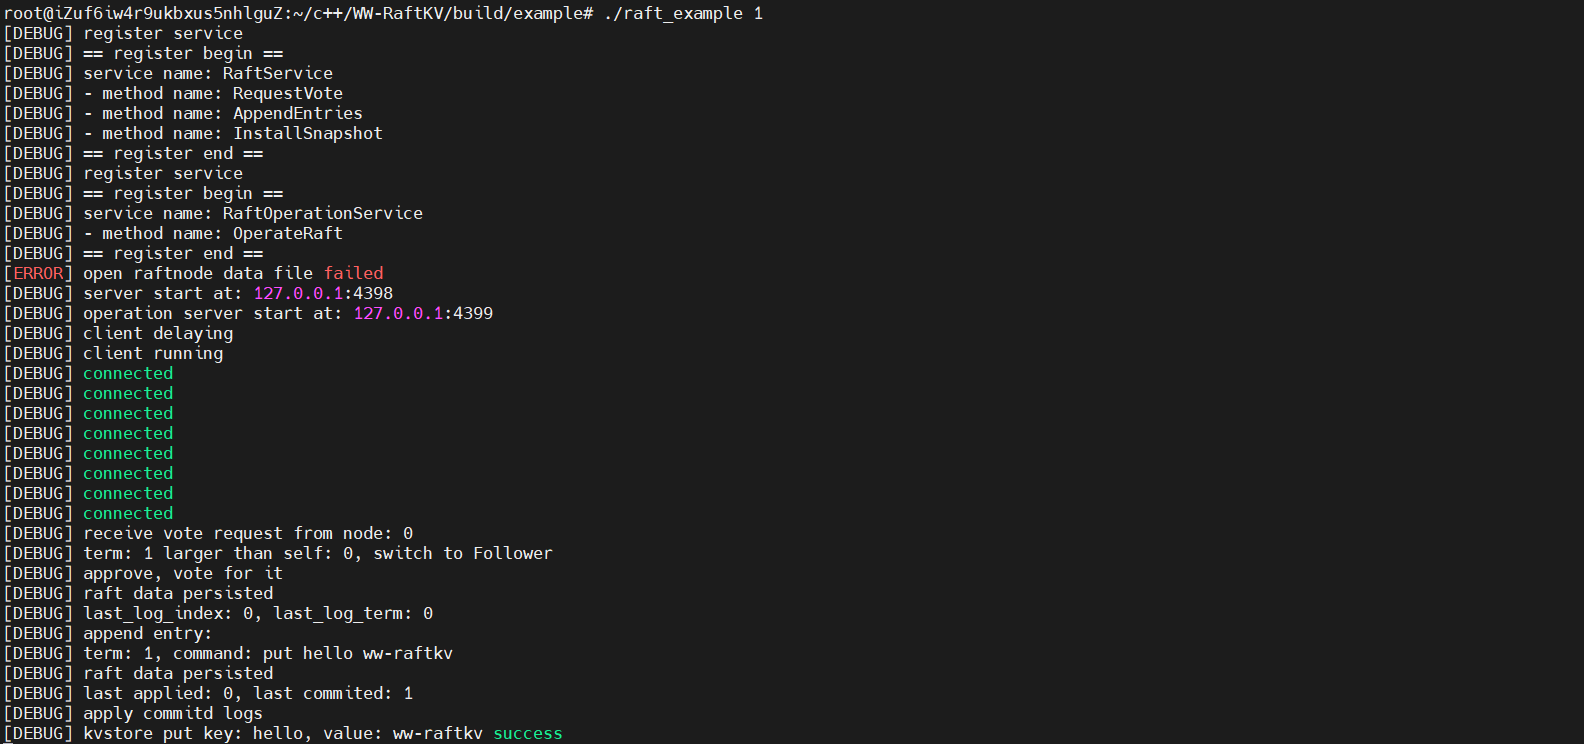 root@iZuf6iw4r9ukbxus5nhlguZ:~/c++/WW-RaftKV/build/example# ./raft_example 1
[DEBUG] register service
[DEBUG] == register begin ==
[DEBUG] service name: RaftService
[DEBUG] - method name: RequestVote
[DEBUG] - method name: AppendEntries
[DEBUG] - method name: InstallSnapshot
[DEBUG] == register end ==
[DEBUG] register service
[DEBUG] == register begin ==
[DEBUG] service name: RaftOperationService
[DEBUG] - method name: OperateRaft
[DEBUG] == register end ==
[ERROR] open raftnode data file failed
[DEBUG] server start at: 127.0.0.1:4398
[DEBUG] operation server start at: 127.0.0.1:4399
[DEBUG] client delaying
[DEBUG] client running
[DEBUG] connected
[DEBUG] connected
[DEBUG] connected
[DEBUG] connected
[DEBUG] connected
[DEBUG] connected
[DEBUG] connected
[DEBUG] connected
[DEBUG] receive vote request from node: 0
[DEBUG] term: 1 larger than self: 0, switch to Follower
[DEBUG] approve, vote for it
[DEBUG] raft data persisted
[DEBUG] last_log_index: 0, last_log_term: 0
[DEBUG] append entry:
[DEBUG] term: 1, command: put hello ww-raftkv
[DEBUG] raft data persisted
[DEBUG] last applied: 0, last commited: 1
[DEBUG] apply commitd logs
[DEBUG] kvstore put key: hello, value: ww-raftkv success